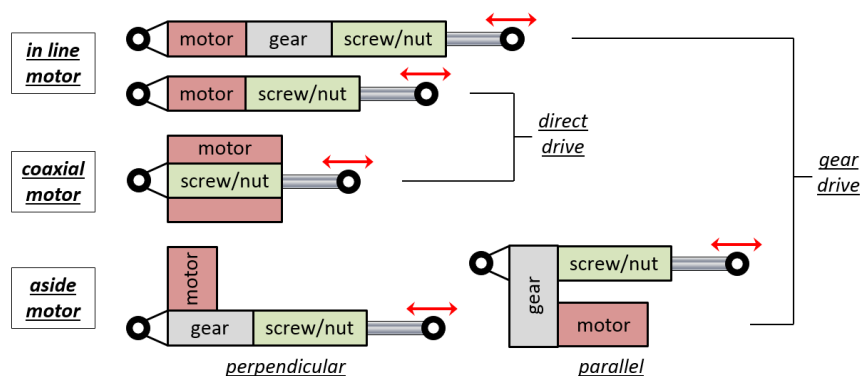 in line
motor
motor gear screw/nut
motor screw/nut
direct
drive
coaxial
motor
motor
screw/nut
gear
drive
aside
motor
motor
gear screw/nut
perpendicular
gear
screw/nut
motor
parallel